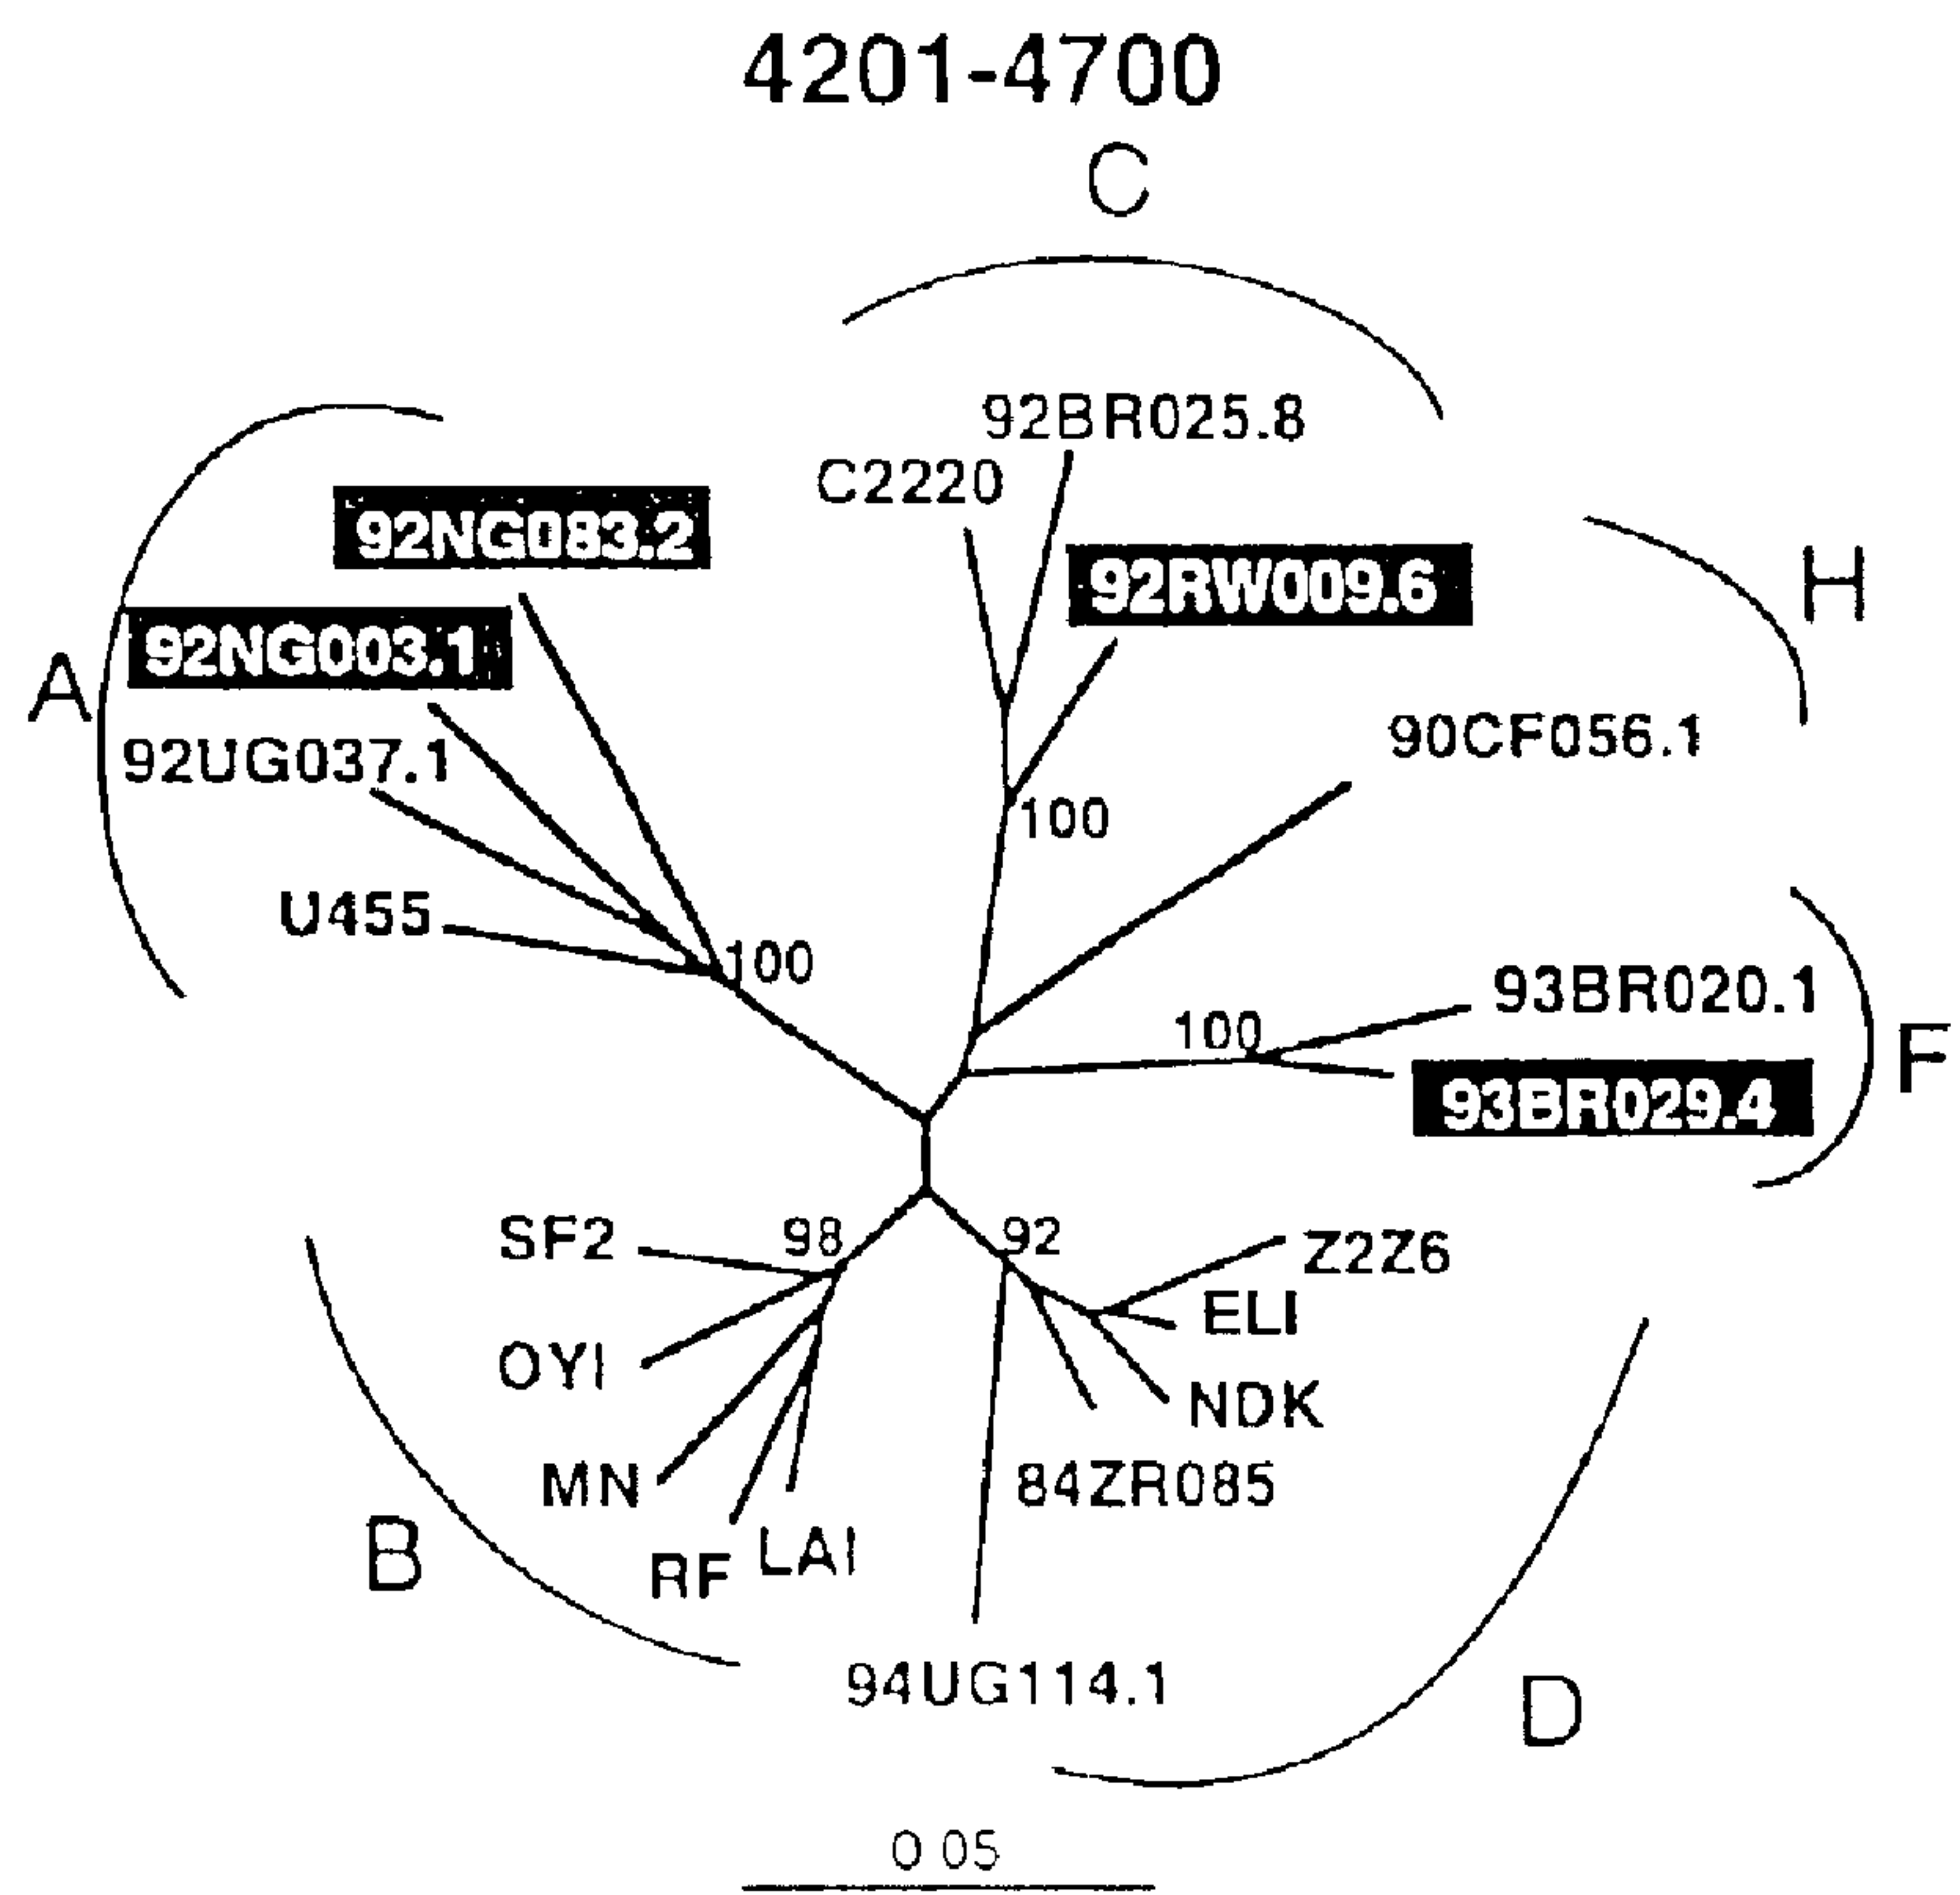 4201-4700
C
92BR025.8
C2220
92NG083.2
92RW009.6
H
92NG003.1
A
90CF056.1
92UG037.1
100
U455
100
93BR020.1
100
F
93BR029.4
SF2
98
92
Z2Z6
ELI
OYI
NDK
MN
84ZR085
B
LAI
RF
94UG114.1
D
0 05